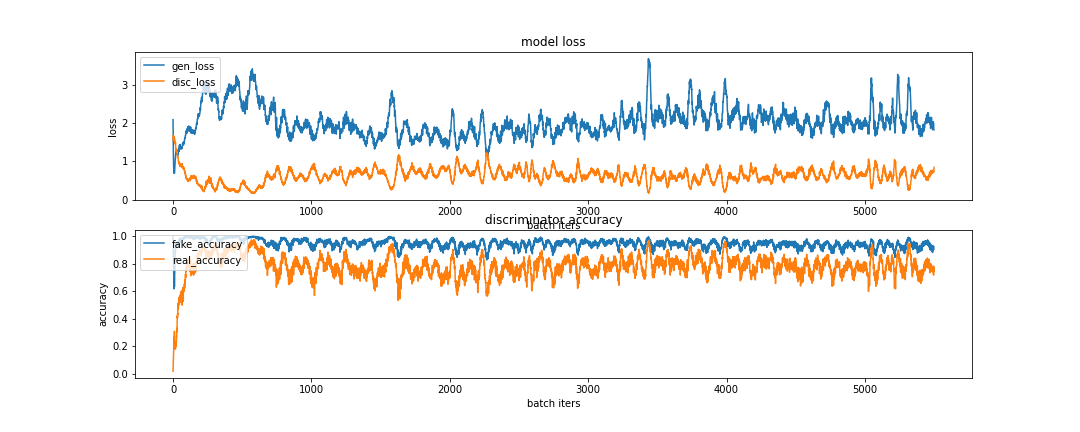 model loss
gen_loss
disc_loss
loss
3
2
1
0
0 1000 2000 3000 4000 5000
batch iters
discriminator accuracy
fake_accuracy
real_accuracy
accuracy
1.0
0.8
0.6
0.4
0.2
0.0
0 1000 2000 3000 4000 5000
batch iters